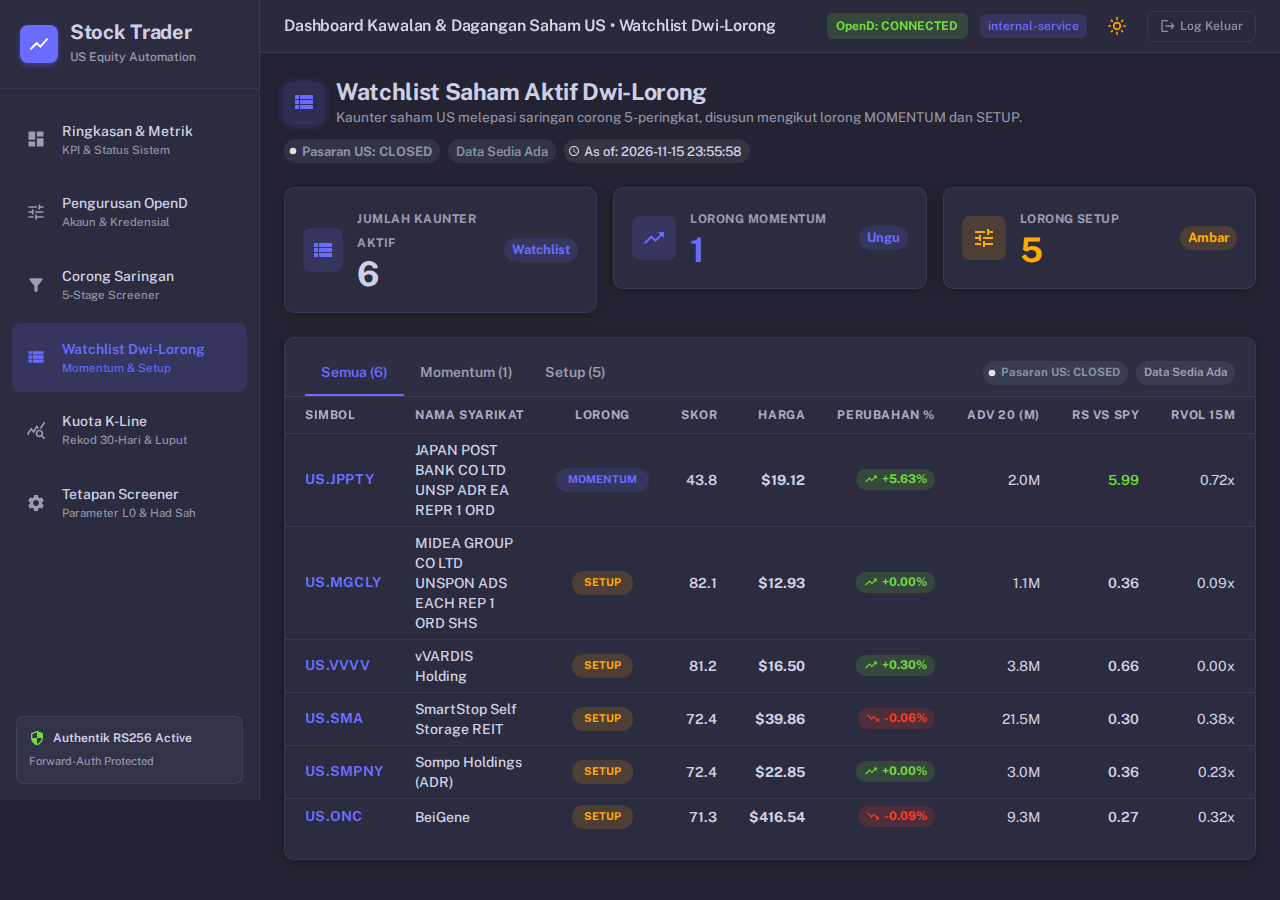 Stock Trader
US Equity Automation
Ringkasan & Metrik
KPI & Status Sistem
Pengurusan OpenD
Akaun & Kredensial
Corong Saringan
5-Stage Screener
Watchlist Dwi-Lorong
Momentum & Setup
Kuota K-Line
Rekod 30-Hari & Luput
Tetapan Screener
Parameter L0 & Had Sah
Authentik RS256 Active
Forward-Auth Protected
Dashboard Kawalan & Dagangan Saham US • Watchlist Dwi-Lorong
OpenD: CONNECTED
internal-service
Log Keluar
Watchlist Saham Aktif Dwi-Lorong
Kaunter saham US melepasi saringan corong 5-peringkat, disusun mengikut lorong MOMENTUM dan SETUP.
Pasaran US: CLOSED
Data Sedia Ada
As of: 2026-11-15 23:55:58
JUMLAH KAUNTER
AKTIF
6
Watchlist
LORONG MOMENTUM
1
Ungu
LORONG SETUP
5
Ambar
Semua (6) Momentum (1) Setup (5)
Pasaran US: CLOSED
Data Sedia Ada
SIMBOL NAMA SYARIKAT LORONG SKOR HARGA PERUBAHAN % ADV 20 (M) RS VS SPY RVOL 15M
JAPAN POST
BANK CO LTD
US.JPPTY MOMENTUM 43.8 $19.12 +5.63% 2.0M 5.99 0.72x
UNSP ADR EA
REPR 1 ORD
MIDEA GROUP
CO LTD
US.MGCLY UNSPON ADS SETUP 82.1 $12.93 +0.00% 1.1M 0.36 0.09x
EACH REP 1
ORD SHS
US.VVVV vVARDIS SETUP 81.2 $16.50 +0.30% 3.8M 0.66 0.00x
Holding
US.SMA SmartStop Self SETUP 72.4 $39.86 -0.06% 21.5M 0.30 0.38x
Storage REIT
US.SMPNY Sompo Holdings SETUP 72.4 $22.85 +0.00% 3.0M 0.36 0.23x
(ADR)
US.ONC BeiGene SETUP 71.3 $416.54 -0.09% 9.3M 0.27 0.32x